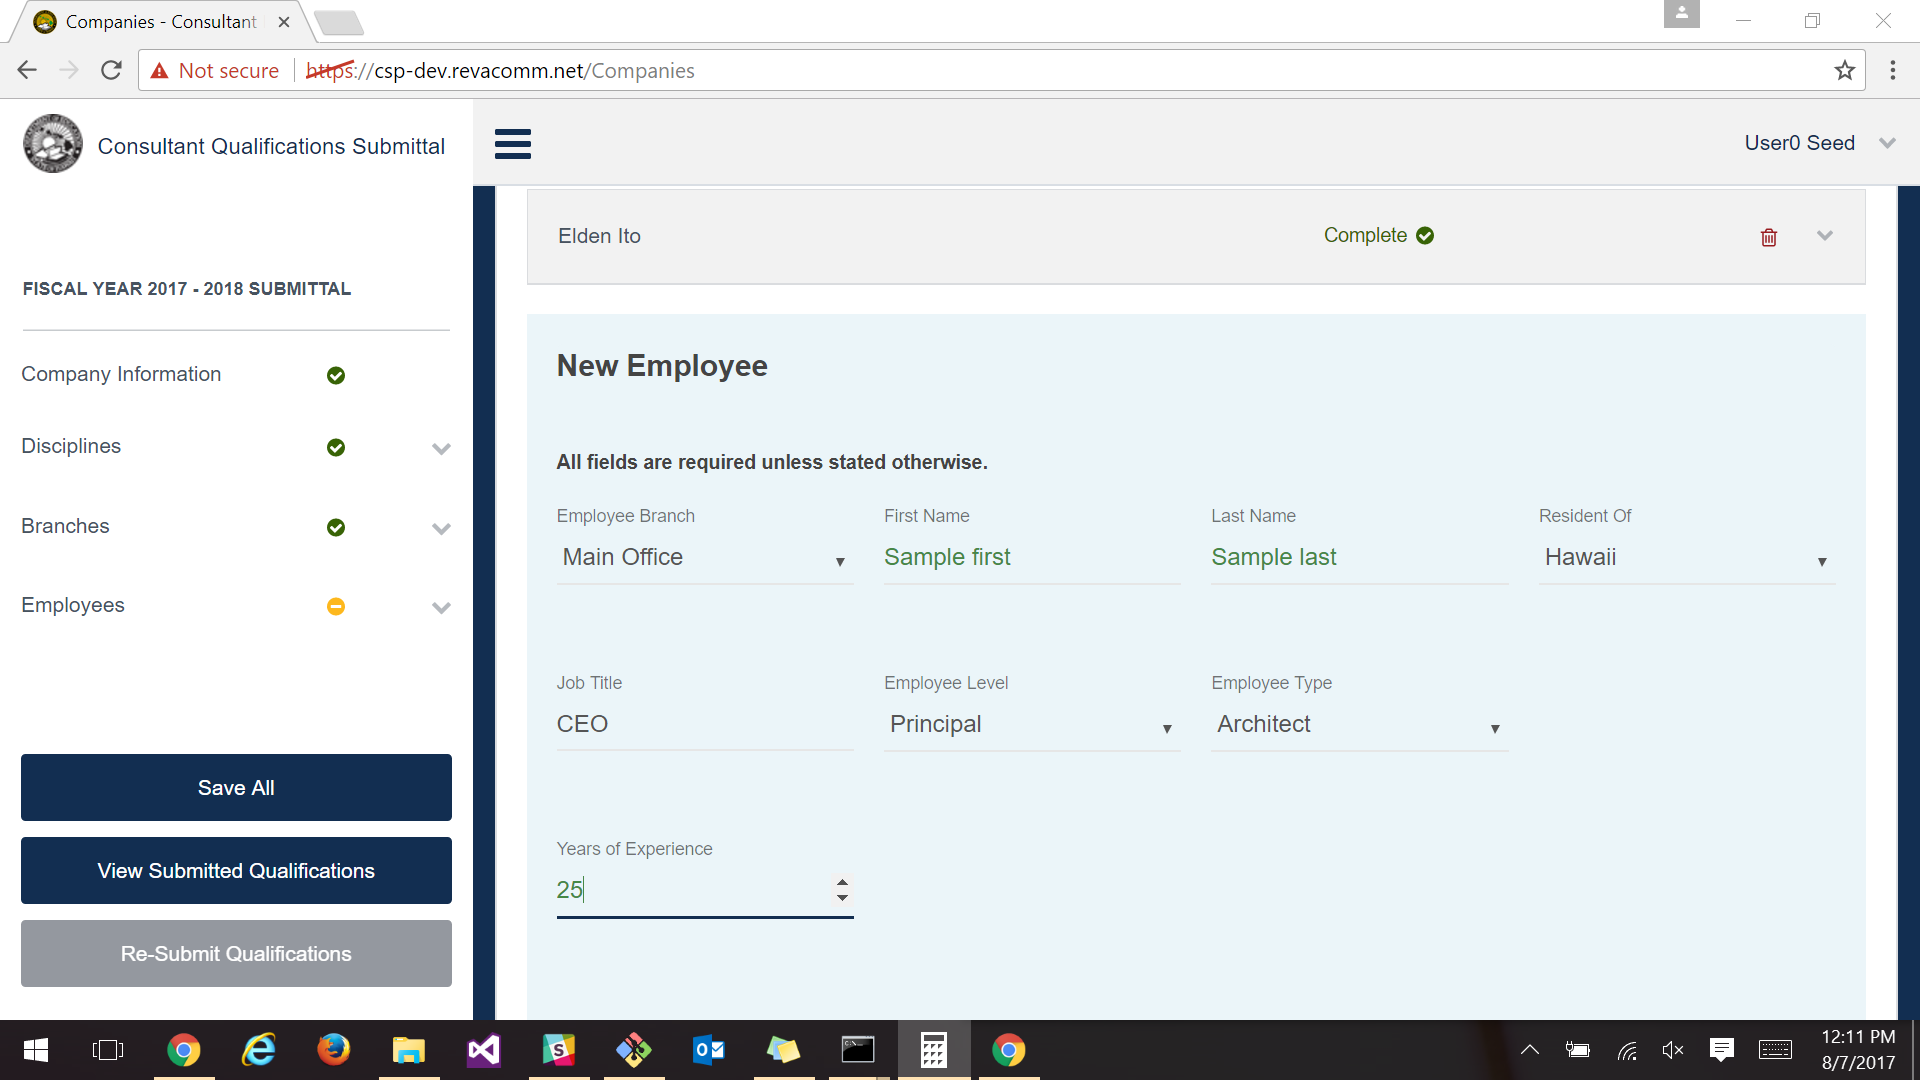 Companies - Consultant
Not secure
https://csp-dev.revacomm.net/Companies
Consultant Qualifications Submittal
User0 Seed
FISCAL YEAR 2017 - 2018 SUBMITTAL
Company Information
Disciplines
Branches
Employees
Save All
View Submitted Qualifications
Re-Submit Qualifications
Elden Ito
Complete
New Employee
All fields are required unless stated otherwise.
Employee Branch First Name Last Name Resident Of
Main Office Sample first Sample last Hawaii
Job Title Employee Level Employee Type
CEO Principal Architect
Years of Experience
25
12:11 PM
8/7/2017